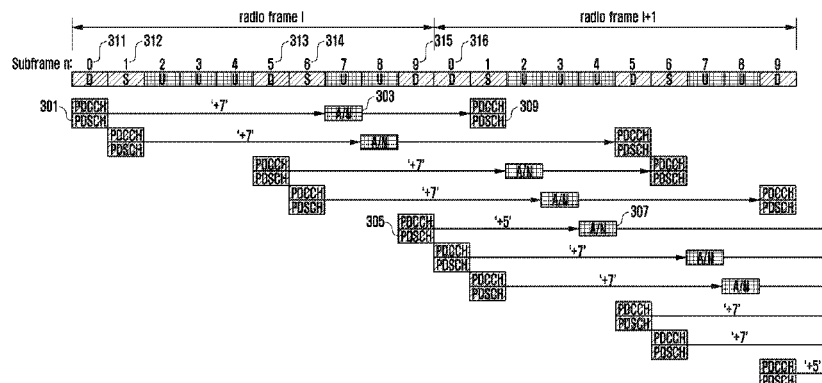 radio frame i
radio frame i+1
311 312 313 314 315 316
Subframe n: 0 1 2 3 4 5 6 7 8 9 0 1 2 3 4 5 6 7 8 9
D S U U U D S U U D D S U U U D S U U D
301 PDCCH '+7' 303 PDCCH 309
PDSCH A/N PDSCH
PDCCH '+7' PDCCH
PDSCH A/N PDSCH
PDCCH '+7' PDCCH
PDSCH A/N PDSCH
PDCCH '+7' PDCCH
PDSCH A/N PDSCH
305 PDCCH '+5' 307
PDSCH A/N
PDCCH '+7'
PDSCH A/N
PDCCH '+7'
PDSCH A/N
PDCCH '+7'
PDSCH
PDCCH '+7'
PDSCH
PDCCH '+5'
PDSCH